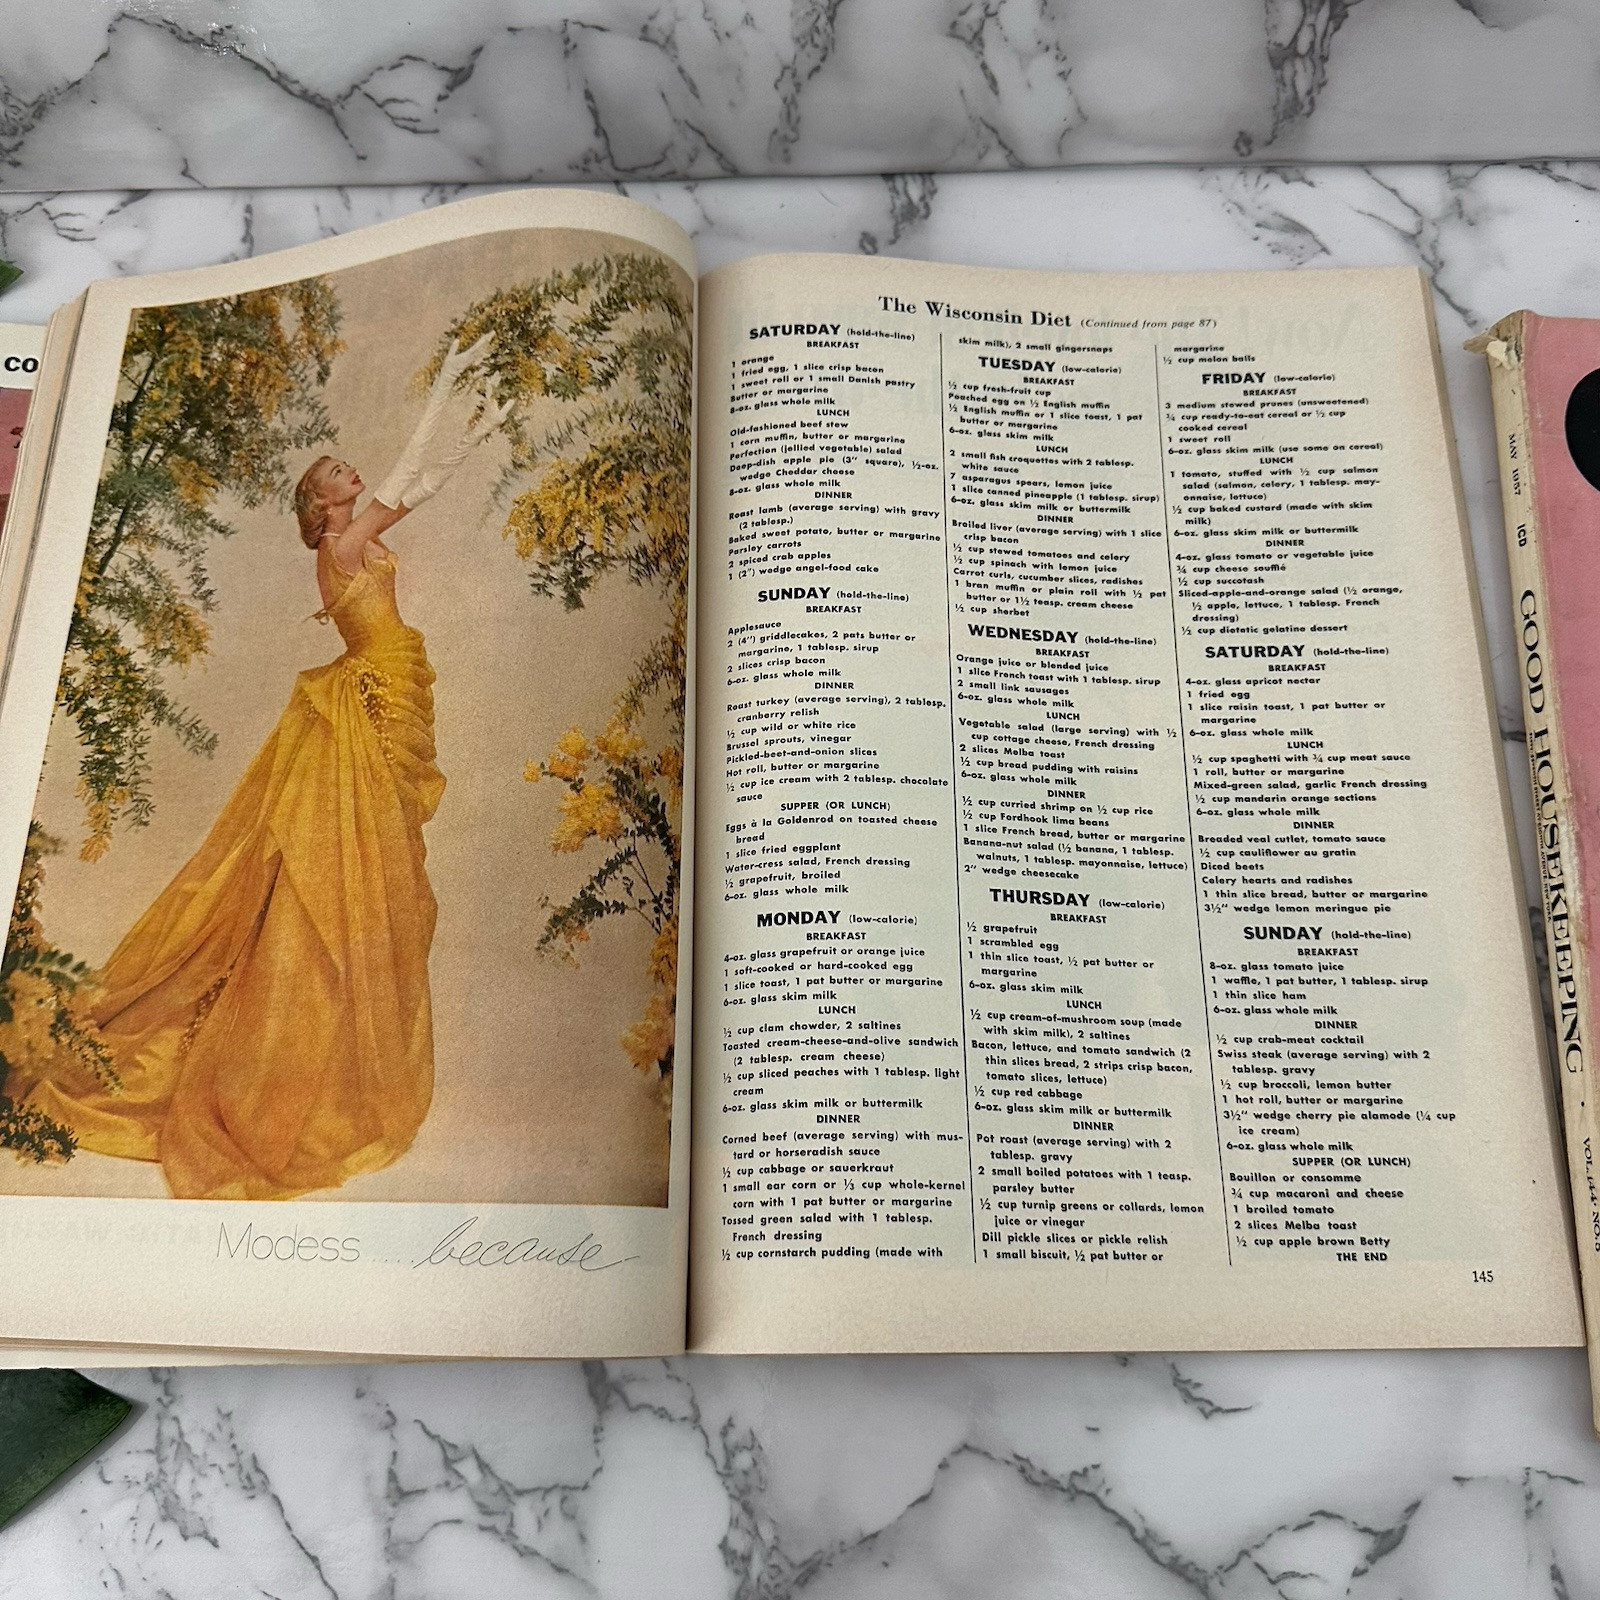 CO
Modess .... because
The Wisconsin Diet (Continued from page 87)
SATURDAY (hold-the-line)
BREAKFAST
1 orange
1 fried egg, 1 slice crisp bacon
1 sweet roll or 1 small Danish pastry
Butter or margarine
8-oz. glass whole milk
LUNCH
Old-fashioned beef stew
1 corn muffin, butter or margarine
Perfection (jellied vegetable) salad
Deep-dish apple pie (3" square), ½-oz.
wedge Cheddar cheese
8-oz. glass whole milk
DINNER
Roast lamb (average serving) with gravy
(2 tablesp.)
Baked sweet potato, butter or margarine
Parsley carrots
2 spiced crab apples
1 (2") wedge angel-food cake
SUNDAY (hold-the-line)
BREAKFAST
Applesauce
2 (4") griddlecakes, 2 pats butter or
margarine, 1 tablesp. sirup
2 slices crisp bacon
6-oz. glass whole milk
DINNER
Roast turkey (average serving), 2 tablesp.
cranberry relish
½ cup wild or white rice
Brussel sprouts, vinegar
Pickled-beet-and-onion slices
Hot roll, butter or margarine
½ cup ice cream with 2 tablesp. chocolate
sauce
SUPPER (OR LUNCH)
Eggs à la Goldenrod on toasted cheese
bread
1 slice fried eggplant
Water-cress salad, French dressing
½ grapefruit, broiled
6-oz. glass whole milk
MONDAY (low-calorie)
BREAKFAST
4-oz. glass grapefruit or orange juice
1 soft-cooked or hard-cooked egg
1 slice toast, 1 pat butter or margarine
6-oz. glass skim milk
LUNCH
½ cup clam chowder, 2 saltines
Toasted cream-cheese-and-olive sandwich
(2 tablesp. cream cheese)
½ cup sliced peaches with 1 tablesp. light
cream
6-oz. glass skim milk or buttermilk
DINNER
Corned beef (average serving) with mus-
tard or horseradish sauce
½ cup cabbage or sauerkraut
1 small ear corn or ⅓ cup whole-kernel
corn with 1 pat butter or margarine
Tossed green salad with 1 tablesp.
French dressing
½ cup cornstarch pudding (made with
skim milk), 2 small gingersnaps
TUESDAY (low-calorie)
BREAKFAST
½ cup fresh-fruit cup
Poached egg on ½ English muffin
½ English muffin or 1 slice toast, 1 pat
butter or margarine
6-oz. glass skim milk
LUNCH
2 small fish croquettes with 2 tablesp.
white sauce
7 asparagus spears, lemon juice
1 slice canned pineapple (1 tablesp. sirup)
6-oz. glass skim milk or buttermilk
DINNER
Broiled liver (average serving) with 1 slice
crisp bacon
½ cup stewed tomatoes and celery
½ cup spinach with lemon juice
Carrot curls, cucumber slices, radishes
1 bran muffin or plain roll with ½ pat
butter or 1½ teasp. cream cheese
½ cup sherbet
WEDNESDAY (hold-the-line)
BREAKFAST
Orange juice or blended juice
1 slice French toast with 1 tablesp. sirup
2 small link sausages
6-oz. glass whole milk
LUNCH
Vegetable salad (large serving) with ½
cup cottage cheese, French dressing
2 slices Melba toast
½ cup bread pudding with raisins
6-oz. glass whole milk
DINNER
½ cup curried shrimp on ½ cup rice
½ cup Fordhook lima beans
1 slice French bread, butter or margarine
Banana-nut salad (½ banana, 1 tablesp.
walnuts, 1 tablesp. mayonnaise, lettuce)
2" wedge cheesecake
THURSDAY (low-calorie)
BREAKFAST
½ grapefruit
1 scrambled egg
1 thin slice toast, ½ pat butter or
margarine
6-oz. glass skim milk
LUNCH
½ cup cream-of-mushroom soup (made
with skim milk), 2 saltines
Bacon, lettuce, and tomato sandwich (2
thin slices bread, 2 strips crisp bacon,
tomato slices, lettuce)
½ cup red cabbage
6-oz. glass skim milk or buttermilk
DINNER
Pot roast (average serving) with 2
tablesp. gravy
2 small boiled potatoes with 1 teasp.
parsley butter
½ cup turnip greens or collards, lemon
juice or vinegar
Dill pickle slices or pickle relish
1 small biscuit, ½ pat butter or
margarine
½ cup melon balls
FRIDAY (low-calorie)
BREAKFAST
3 medium stewed prunes (unsweetened)
¾ cup ready-to-eat cereal or ½ cup
cooked cereal
1 sweet roll
6-oz. glass skim milk (use some on cereal)
LUNCH
1 tomato, stuffed with ½ cup salmon
salad (salmon, celery, 1 tablesp. may-
onnaise, lettuce)
½ cup baked custard (made with skim
milk)
6-oz. glass skim milk or buttermilk
DINNER
4-oz. glass tomato or vegetable juice
¾ cup cheese soufflé
½ cup succotash
Sliced-apple-and-orange salad (½ orange,
½ apple, lettuce, 1 tablesp. French
dressing)
½ cup dietetic gelatine dessert
SATURDAY (hold-the-line)
BREAKFAST
4-oz. glass apricot nectar
1 fried egg
1 slice raisin toast, 1 pat butter or
margarine
6-oz. glass whole milk
LUNCH
½ cup spaghetti with ¾ cup meat sauce
1 roll, butter or margarine
Mixed-green salad, garlic French dressing
½ cup mandarin orange sections
6-oz. glass whole milk
DINNER
Breaded veal cutlet, tomato sauce
½ cup cauliflower au gratin
Diced beets
Celery hearts and radishes
1 thin slice bread, butter or margarine
3½" wedge lemon meringue pie
SUNDAY (hold-the-line)
BREAKFAST
8-oz. glass tomato juice
1 waffle, 1 pat butter, 1 tablesp. sirup
1 thin slice ham
6-oz. glass whole milk
DINNER
½ cup crab-meat cocktail
Swiss steak (average serving) with 2
tablesp. gravy
½ cup broccoli, lemon butter
1 hot roll, butter or margarine
3½" wedge cherry pie alamode (¼ cup
ice cream)
6-oz. glass whole milk
SUPPER (OR LUNCH)
Bouillon or consomme
¾ cup macaroni and cheese
1 broiled tomato
2 slices Melba toast
½ cup apple brown Betty
THE END
145
MAY 1957 ICD GOOD HOUSEKEEPING • VOL. 144. NO. 5